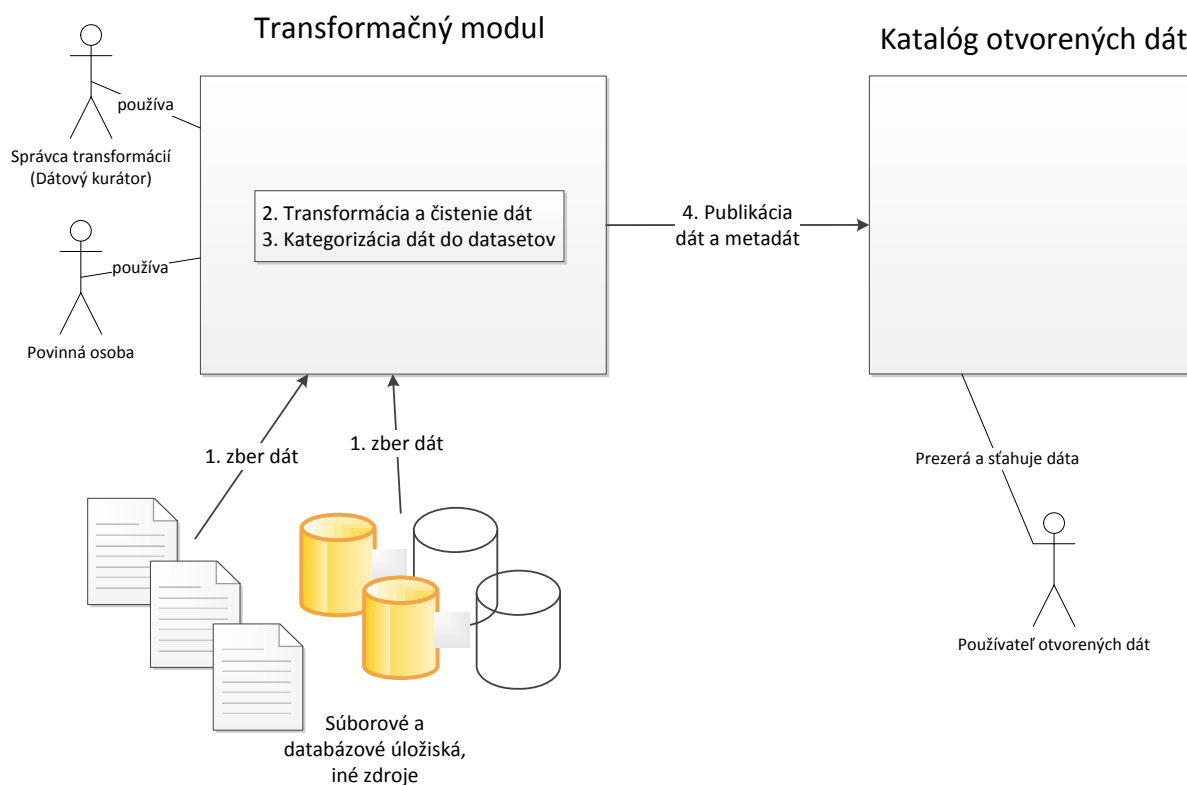 Transformačný modul
Katalóg otvorených dát
používa
Správca transformácií
(Dátový kurátor)
2. Transformácia a čistenie dát
3. Kategorizácia dát do datasetov
4. Publikácia
dát a metadát
používa
Povinná osoba
1. zber dát
1. zber dát
Prezerá a sťahuje dáta
Používateľ otvorených dát
Súborové a
databázové úložiská,
iné zdroje